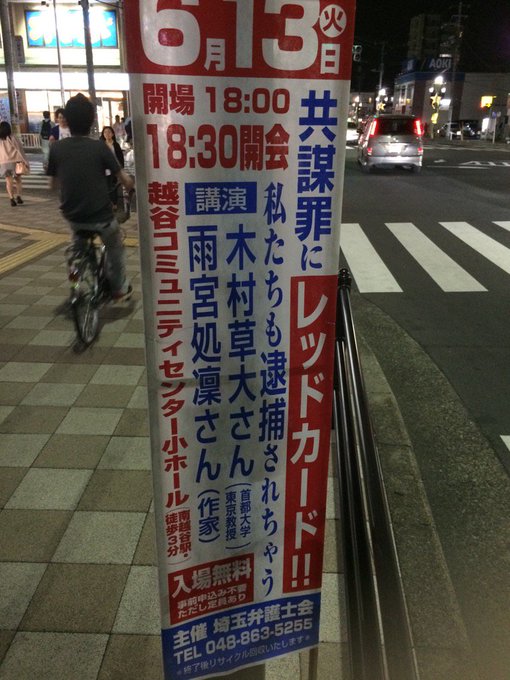 6月13日㊋
開場 18:00
18:30開会
共謀罪に
レッドカード!!
私たちも逮捕されちゃう
講演
木村草大さん(首都大学東京教授)
雨宮処凛さん(作家)
越谷コミュニティセンター小ホール(南越谷駅・徒歩3分)
入場無料
事前申込み不要
ただし定員あり
主催 埼玉弁護士会
TEL 048-863-5255
※終了後リサイクル回収いたします※
AOKI